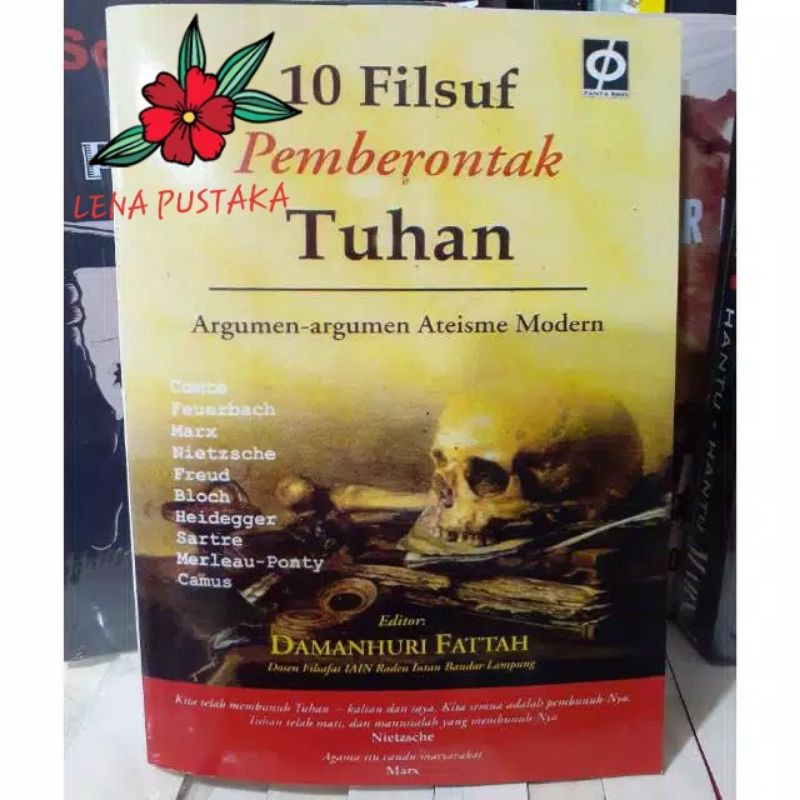 10 Filsuf
Pemberontak
LENA PUSTAKA
Tuhan
Argumen-argumen Ateisme Modern
Comte
Feuerbach
Marx
Nietzsche
Freud
Bloch
Heidegger
Sartre
Merleau-Ponty
Camus
Editor:
DAMANHURI FATTAH
Dosen Filsafat IAIN Raden Intan Bandar Lampung
Kita telah membunuh Tuhan — kalian dan saya. Kita semua adalah pembunuh-Nya.
Tuhan telah mati, dan manusialah yang membunuh-Nya
Nietzsche
Agama itu candu masyarakat
Marx
HANTU - HANTU